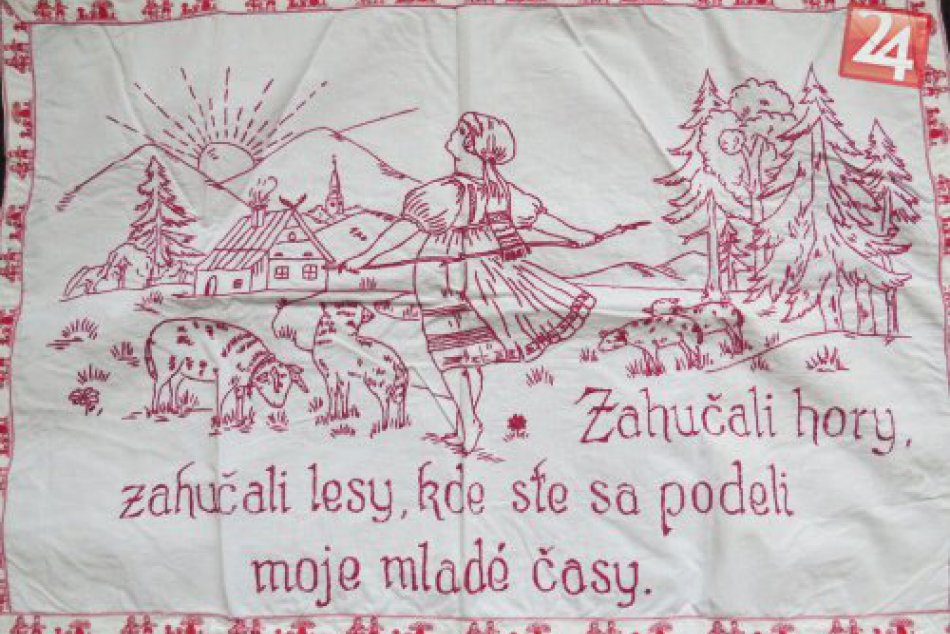 24
Zahučali hory,
zahučali lesy, kde ste sa podeli
moje mladé časy.